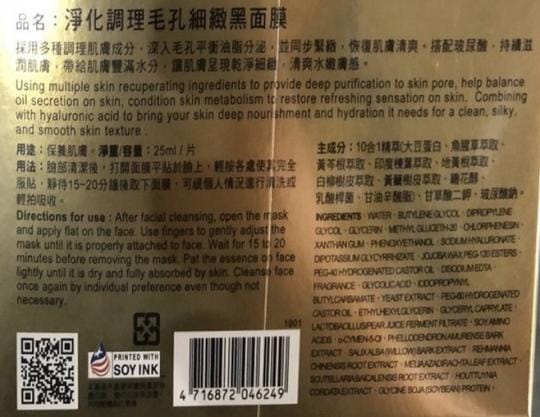 品名：淨化調理毛孔細緻黑面膜
採用多種調理肌膚成分，深入毛孔平衡油脂分泌，並同步緊緻，恢復肌膚清爽。搭配玻尿酸，持續滋
潤肌膚，帶給肌膚豐滿水分，讓肌膚呈現乾淨細緻，清爽水嫩膚感。
Using multiple skin recuperating ingredients to provide deep purification to skin pore, help balance
oil secretion on skin, condition skin metabolism to restore refreshing sensation on skin. Combining
with hyaluronic acid to bring your skin deep nourishment and hydration it needs for a clean, silky,
and smooth skin texture .
用途：保養肌膚。淨重/容量：25ml／片
用法：臉部清潔後，打開面膜平貼於臉上，輕按各處使其完全
服貼，靜待15~20分鐘後取下面膜，可視個人情況進行清洗或
輕拍吸收。
Directions for use : After facial cleansing, open the mask
and apply flat on the face. Use fingers to gently adjust the
mask until it is properly attached to face. Wait for 15 to 20
minutes before removing the mask. Pat the essence on face
lightly until it is dry and fully absorbed by skin. Cleanse face
once again by individual preference even though not
necessary.
主成分：10合1精萃(大豆蛋白、魚腥草萃取、
黃芩根萃取、印度楝葉萃取、地黃根萃取、
白柳樹皮萃取、黃蘗樹皮萃取、繖花醇、
乳酸桿菌、甘油辛酸酯)、甘草酸二鉀、玻尿酸鈉。
INGREDIENTS : WATER、BUTYLENE GLYCOL、DIPROPYLENE
GLYCOL、GLYCERIN、METHYL GLUCETH-20、CHLORPHENESIN、
XANTHAN GUM、PHENOXYETHANOL、SODIUM HYALURONATE、
DIPOTASSIUM GLYCYRRHIZATE、JOJOBA WAX PEG-120 ESTERS、
PEG-40 HYDROGENATED CASTOR OIL、DISODIUM EDTA、
FRAGRANCE、GLYCOLIC ACID、IODOPROPYNYL
BUTYLCARBAMATE、YEAST EXTRACT、PEG-60 HYDROGENATED
CASTOR OIL、ETHYLHEXYLGLYCERIN、GLYCERYL CAPRYLATE、
LACTOBACILLUS/PEAR JUICE FERMENT FILTRATE、SOY AMINO
ACIDS、o-CYMEN-5-Ol、PHELLODENDRON AMURENSE BARK
EXTRACT、SALIX ALBA (WILLOW) BARK EXTRACT、REHMANNIA
CHINENSIS ROOT EXTRACT、MELIA AZADIRACHTA LEAF EXTRACT、
SCUTELLARIA BAICALENSIS ROOT EXTRACT、HOUTTUYNIA
CORDATA EXTRACT、GLYCINE SOJA (SOYBEAN) PROTEIN。
1901
PRINTED WITH
SOY INK
4 716872 046249